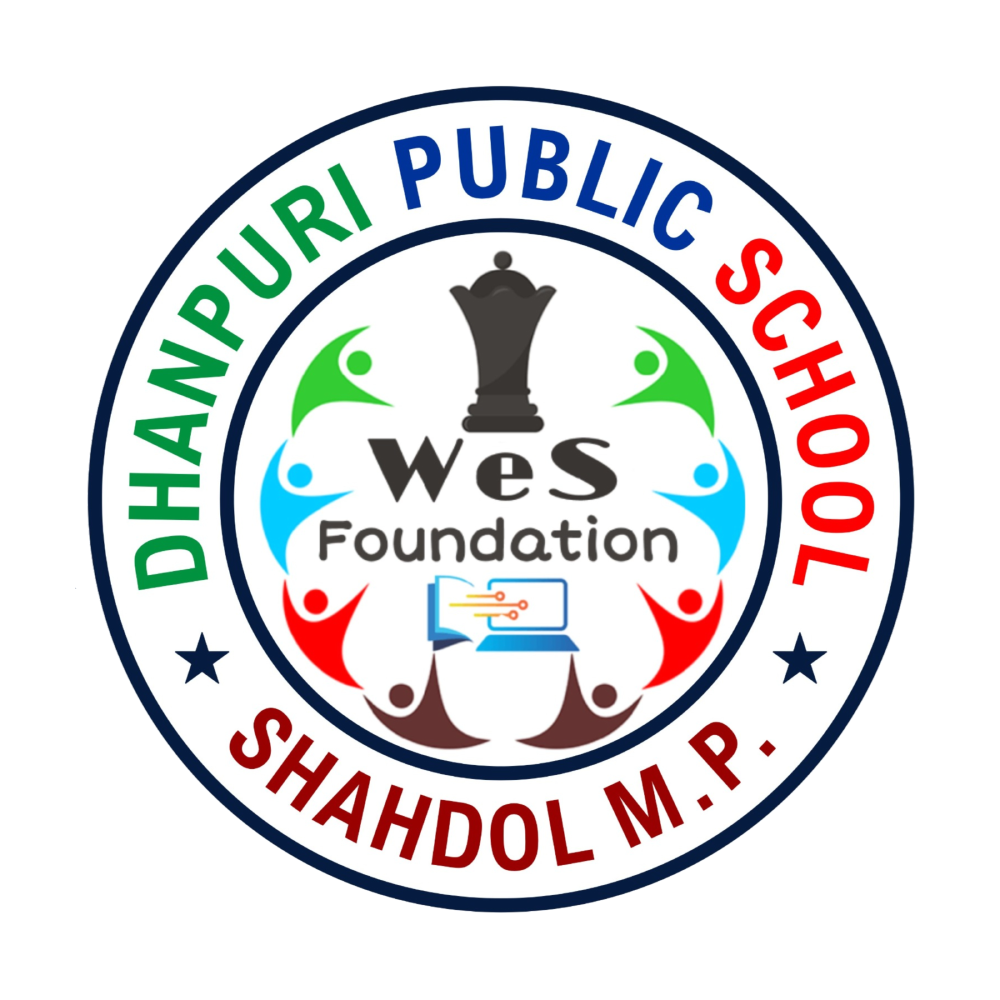 DHANPURI PUBLIC SCHOOL
WeS
Foundation
SHAHDOL M.P.